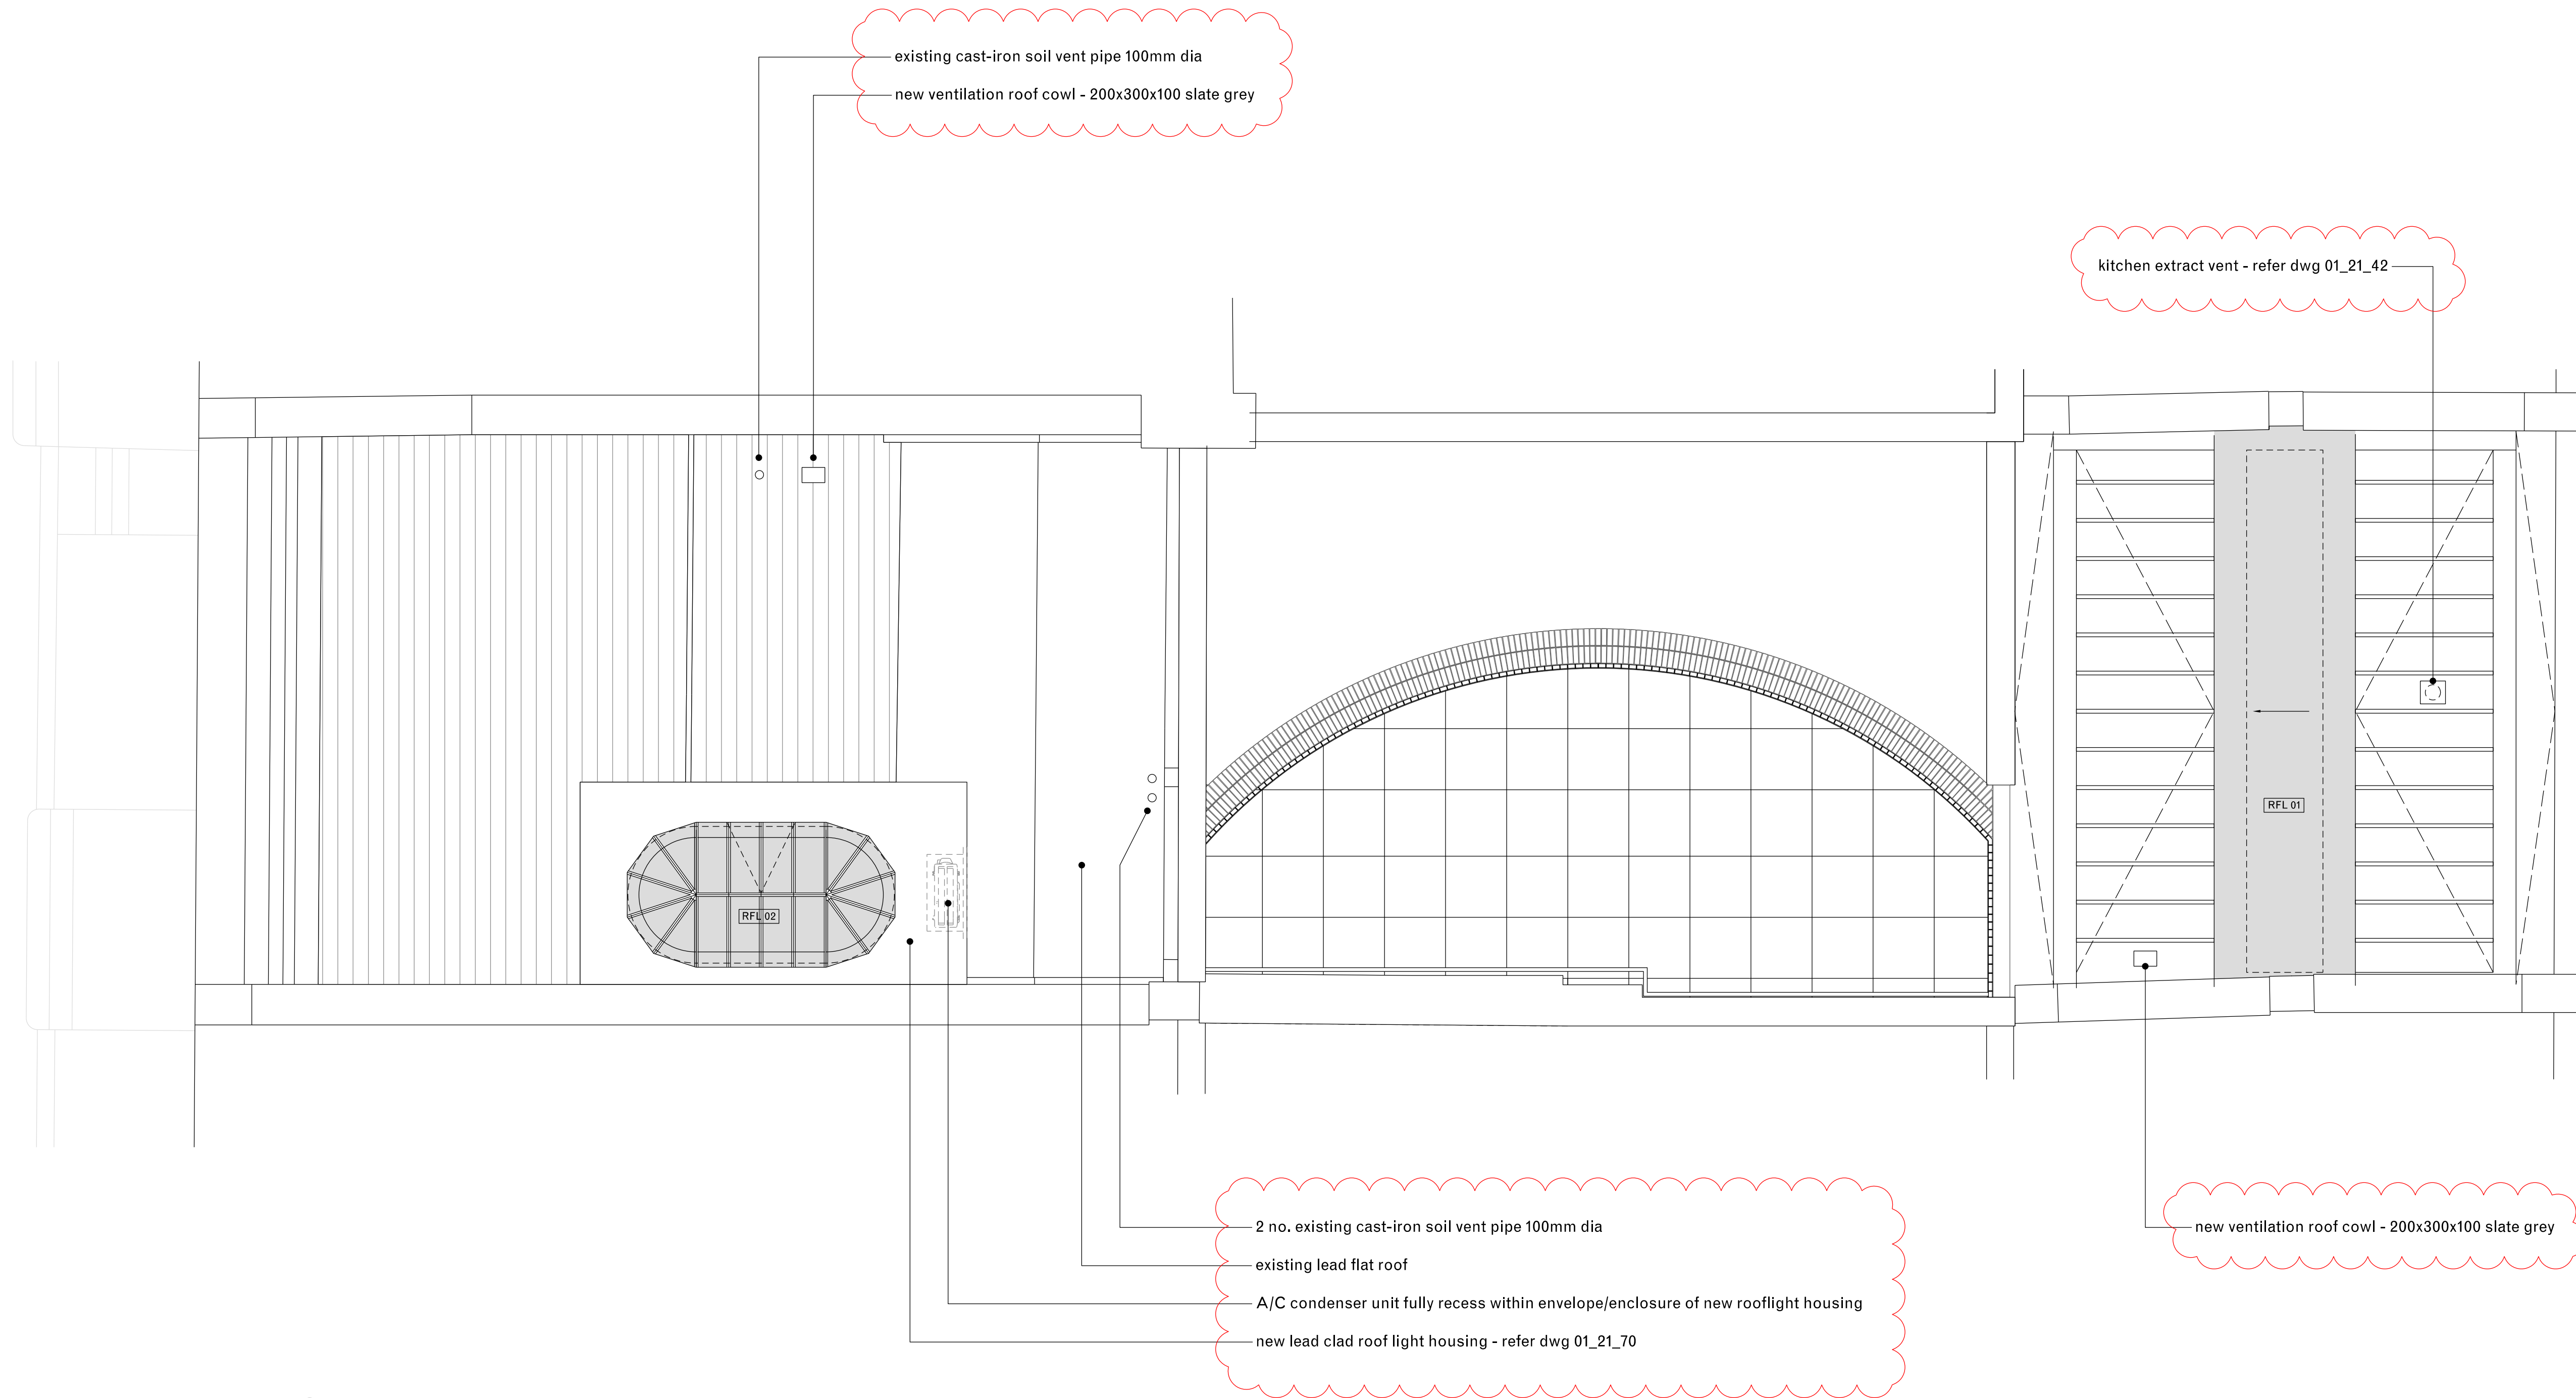 existing cast-iron soil vent pipe 100mm dia
new ventilation roof cowl - 200x300x100 slate grey
kitchen extract vent - refer dwg 01_21_42
RFL 01
RFL 02
2 no. existing cast-iron soil vent pipe 100mm dia
existing lead flat roof
A/C condenser unit fully recess within envelope/enclosure of new rooflight housing
new lead clad roof light housing - refer dwg 01_21_70
new ventilation roof cowl - 200x300x100 slate grey